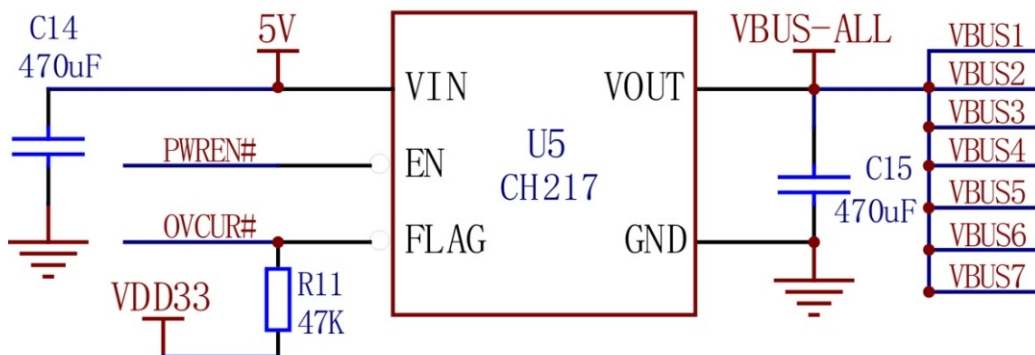 C14
470uF
5V
VBUS-ALL
VBUS1
VBUS2
VBUS3
VBUS4
VBUS5
VBUS6
VBUS7
VIN
VOUT
PWREN#
EN
U5
CH217
C15
470uF
OVCUR#
FLAG
GND
R11
47K
VDD33